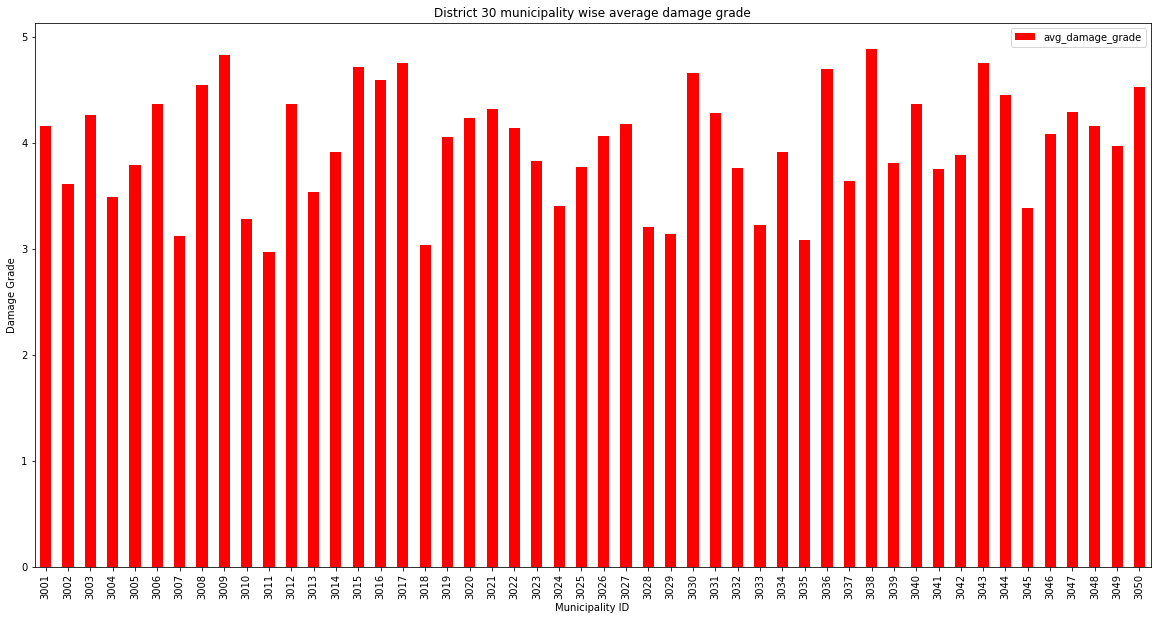 District 30 municipality wise average damage grade
avg_damage_grade
5
4
3
2
1
0
Damage Grade
3001 3002 3003 3004 3005 3006 3007 3008 3009 3010 3011 3012 3013 3014 3015 3016 3017 3018 3019 3020 3021 3022 3023 3024 3025 3026 3027 3028 3029 3030 3031 3032 3033 3034 3035 3036 3037 3038 3039 3040 3041 3042 3043 3044 3045 3046 3047 3048 3049 3050
Municipality ID